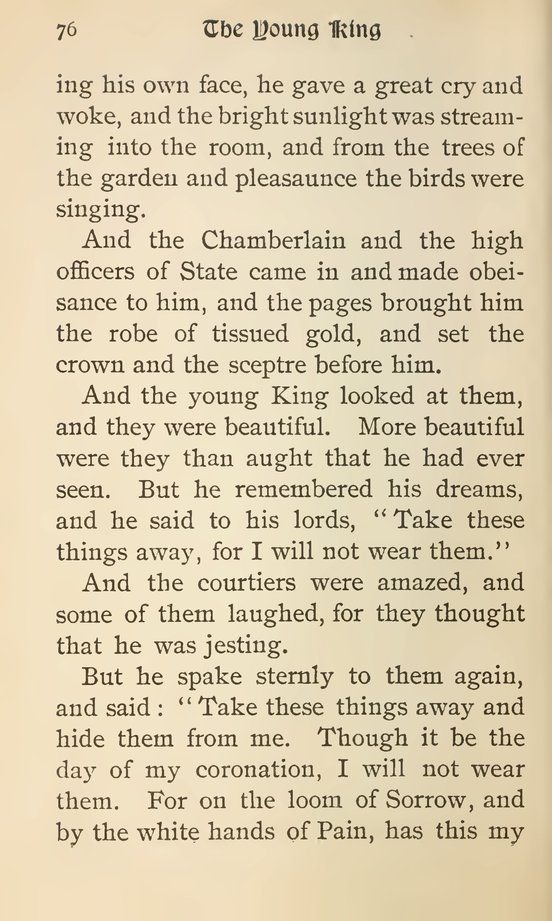 76 The Young King
ing his own face, he gave a great cry and
woke, and the bright sunlight was stream-
ing into the room, and from the trees of
the garden and pleasaunce the birds were
singing.
And the Chamberlain and the high
officers of State came in and made obei-
sance to him, and the pages brought him
the robe of tissued gold, and set the
crown and the sceptre before him.
And the young King looked at them,
and they were beautiful. More beautiful
were they than aught that he had ever
seen. But he remembered his dreams,
and he said to his lords, “Take these
things away, for I will not wear them.”
And the courtiers were amazed, and
some of them laughed, for they thought
that he was jesting.
But he spake sternly to them again,
and said: “Take these things away and
hide them from me. Though it be the
day of my coronation, I will not wear
them. For on the loom of Sorrow, and
by the white hands of Pain, has this my